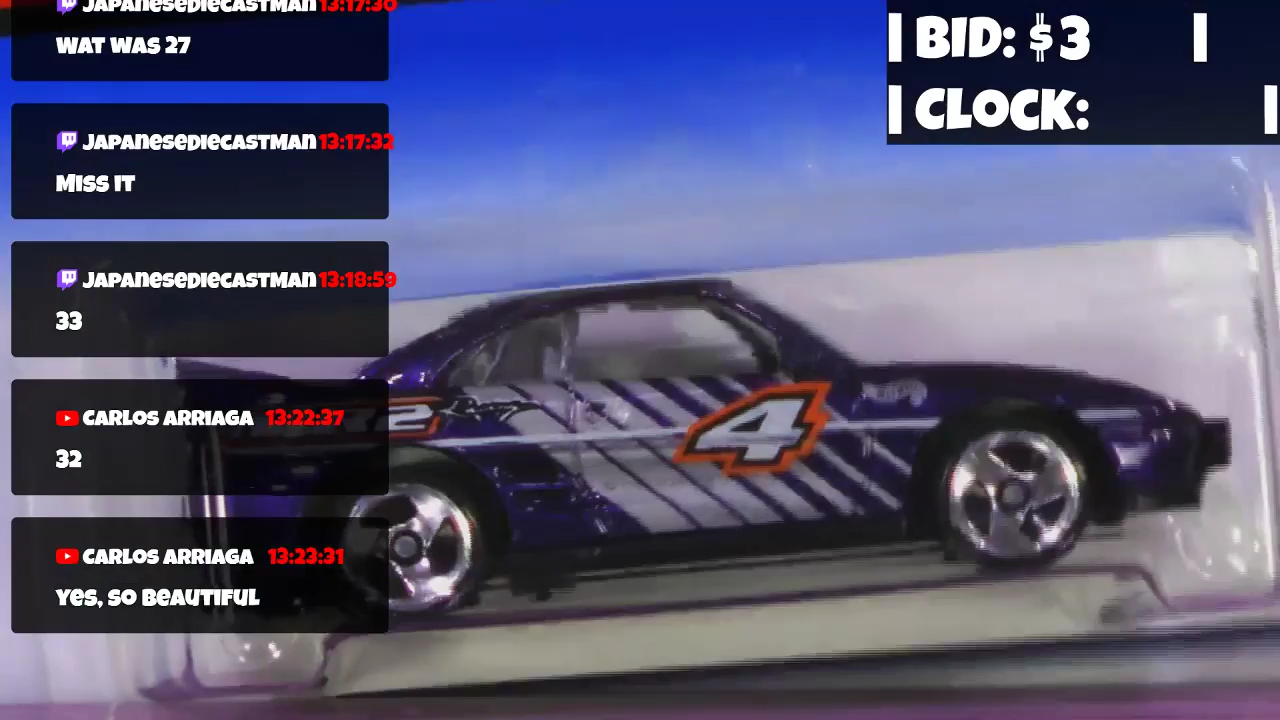 JAPANESEDIECASTMAN 13:17:30
WAT WAS 27
JAPANESEDIECASTMAN 13:17:32
MISS IT
JAPANESEDIECASTMAN 13:18:59
33
CARLOS ARRIAGA 13:22:37
32
CARLOS ARRIAGA 13:23:31
YES, SO BEAUTIFUL
| BID: $3 |
| CLOCK: |
4